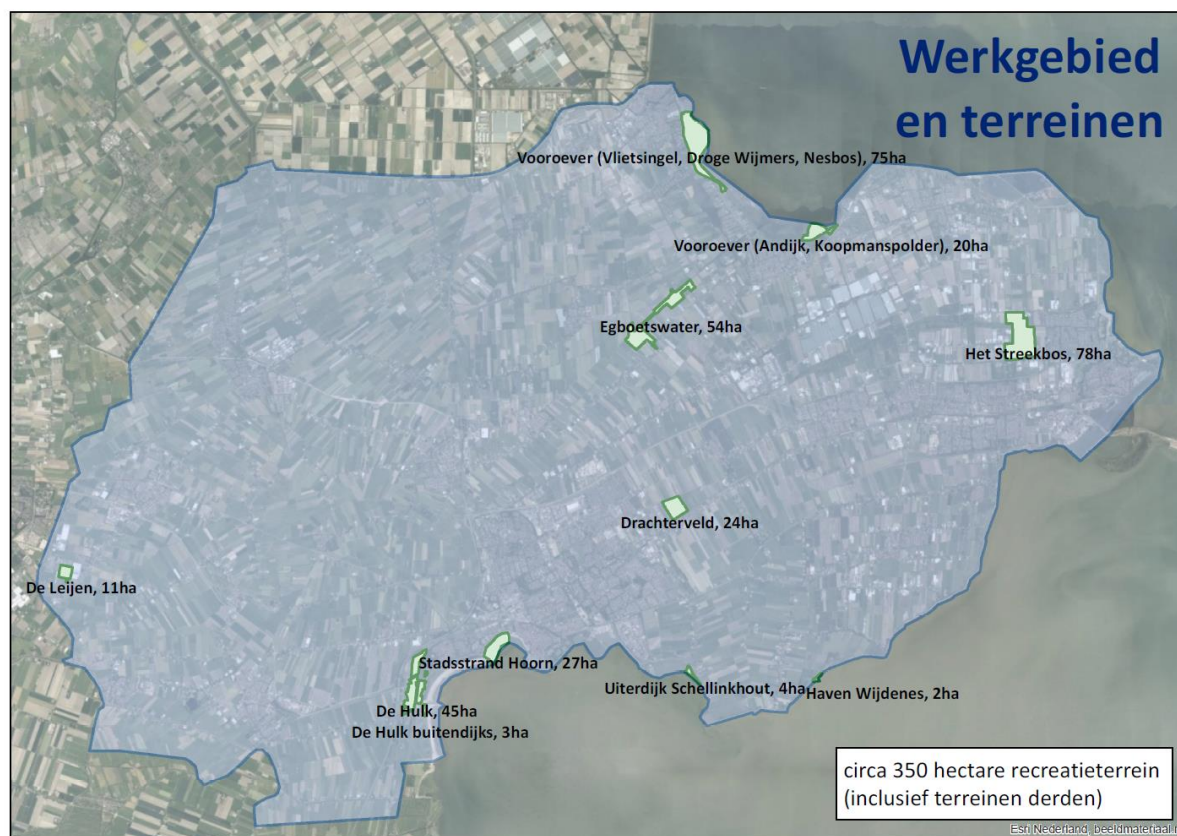 Werkgebied
en terreinen
Vooroever (Vlietsingel, Droge Wijmers, Nesbos), 75ha
Vooroever (Andijk, Koopmanspolder), 20ha
Egboetswater, 54ha
Het Streekbos, 78ha
Drachterveld, 24ha
De Leijen, 11ha
Stadsstrand Hoorn, 27ha
Uiterdijk Schellinkhout, 4ha
Haven Wijdenes, 2ha
De Hulk, 45ha
De Hulk buitendijks, 3ha
circa 350 hectare recreatieterrein
(inclusief terreinen derden)
Esri Nederland, beeldmateriaal